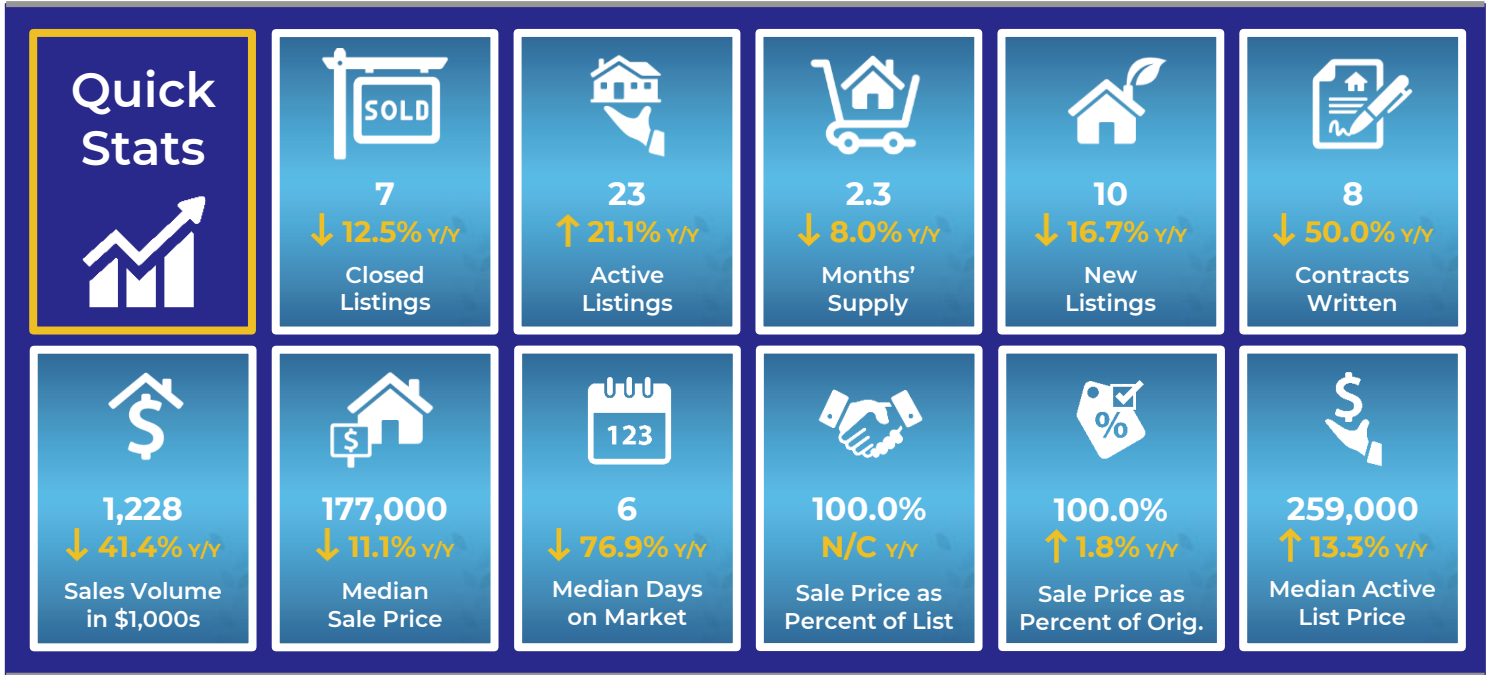 Quick
Stats
SOLD
7
↓ 12.5% Y/Y
Closed
Listings
23
↑ 21.1% Y/Y
Active
Listings
2.3
↓ 8.0% Y/Y
Months’
Supply
10
↓ 16.7% Y/Y
New
Listings
8
↓ 50.0% Y/Y
Contracts
Written
$
1,228
↓ 41.4% Y/Y
Sales Volume
in $1,000s
$
177,000
↓ 11.1% Y/Y
Median
Sale Price
123
6
↓ 76.9% Y/Y
Median Days
on Market
100.0%
N/C Y/Y
Sale Price as
Percent of List
%
100.0%
↑ 1.8% Y/Y
Sale Price as
Percent of Orig.
$
259,000
↑ 13.3% Y/Y
Median Active
List Price